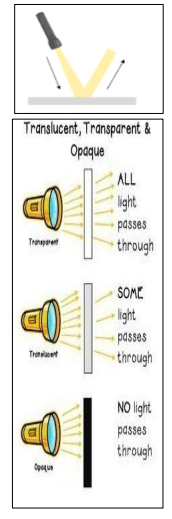 Translucent, Transparent &
Opaque
ALL
light
passes
through
Transparent
SOME
light
passes
through
Translucent
NO light
passes
through
Opaque